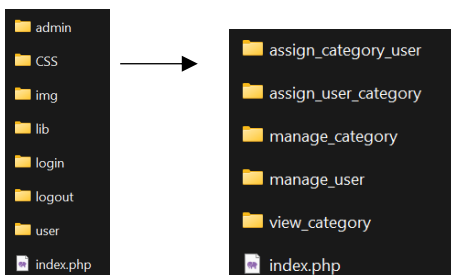 admin
CSS
img
lib
login
logout
user
index.php
assign_category_user
assign_user_category
manage_category
manage_user
view_category
index.php